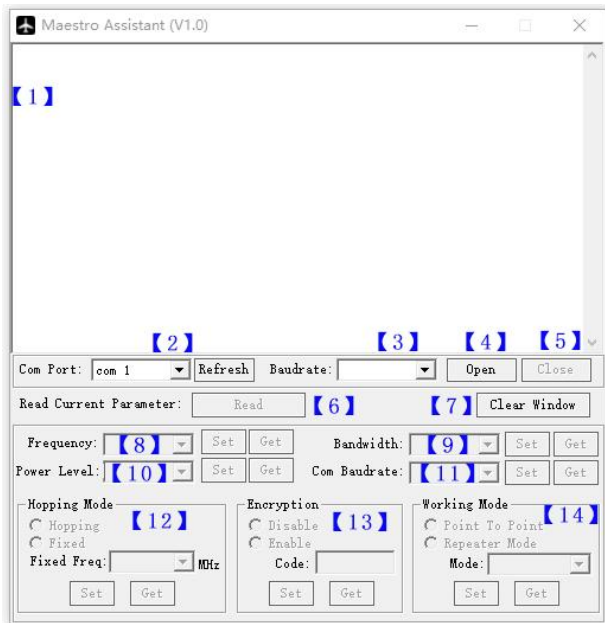 Maestro Assistant (V1.0)
【1】
【2】 【3】 【4】 【5】
Com Port: com 1 Refresh Baudrate: Open Close
Read Current Parameter: Read 【6】 【7】 Clear Window
Frequency: 【8】 Set Get Bandwidth: 【9】 Set Get
Power Level: 【10】 Set Get Com Baudrate: 【11】 Set Get
Hopping Mode Encryption Working Mode
Hopping 【12】 Disable 【13】 Point To Point 【14】
Fixed Enable Repeater Mode
Fixed Freq: MHz Code: Mode:
Set Get Set Get Set Get